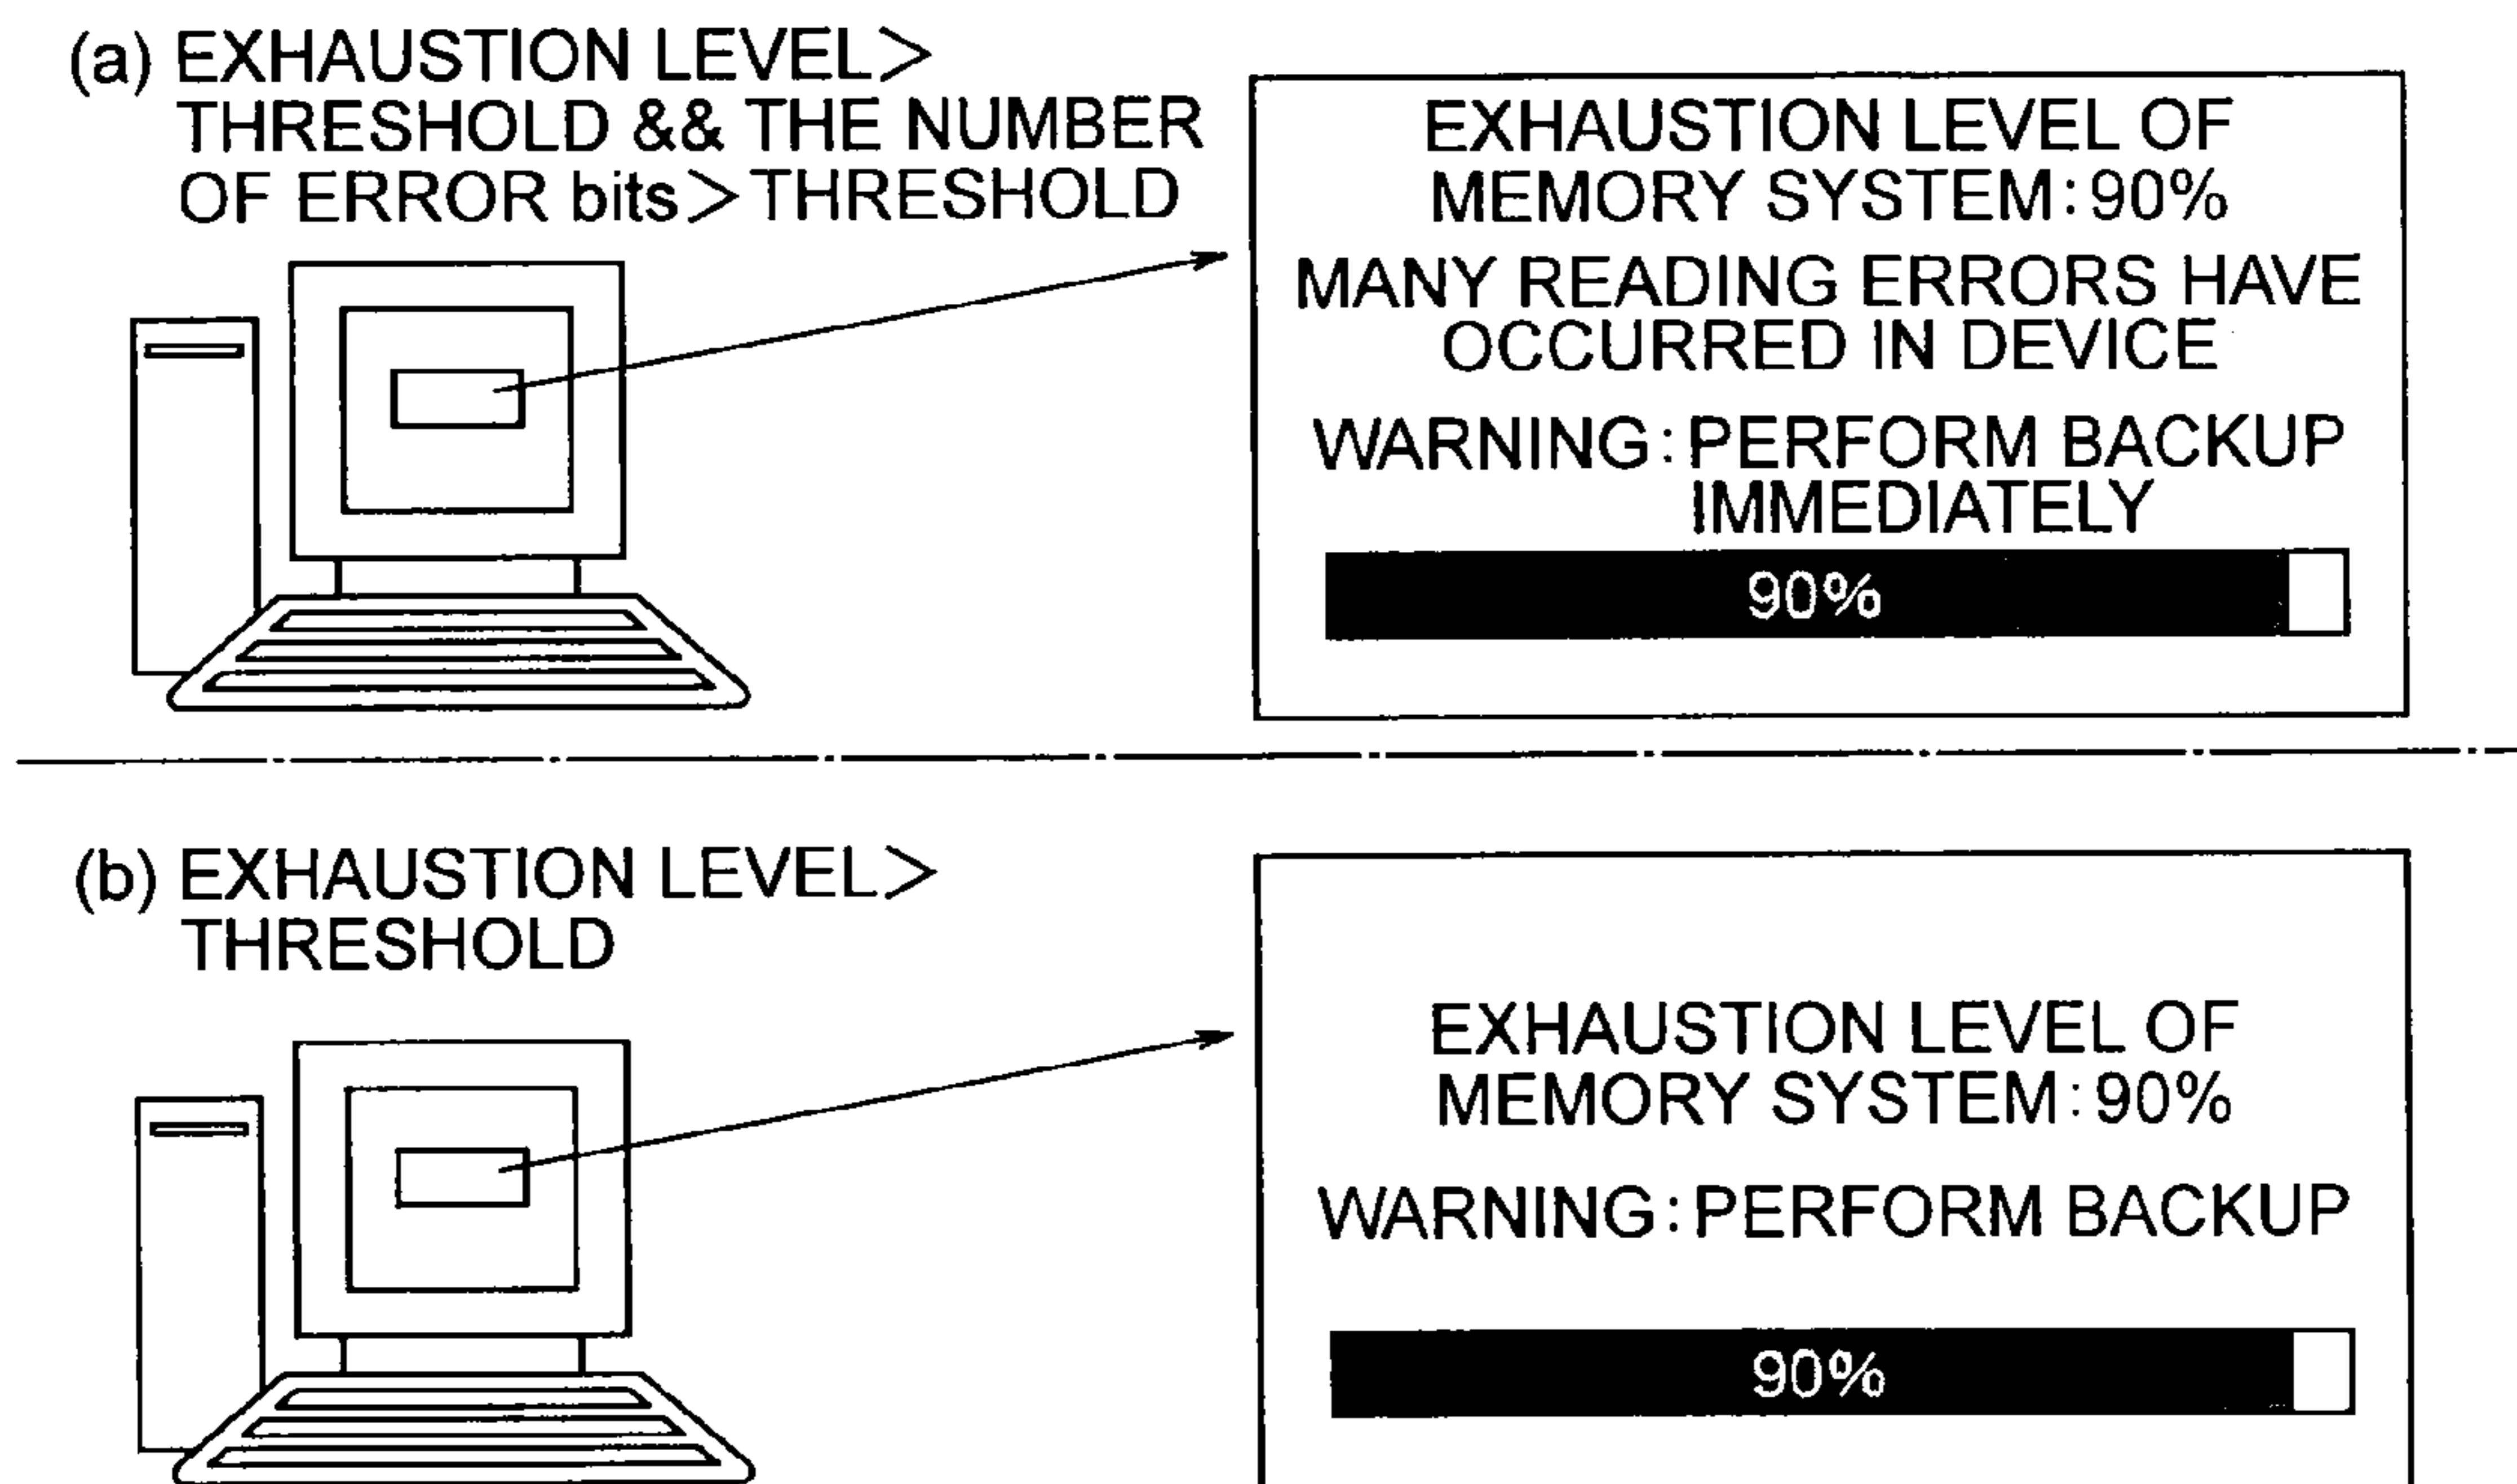 (a) EXHAUSTION LEVEL>
THRESHOLD && THE NUMBER
OF ERROR bits>THRESHOLD
EXHAUSTION LEVEL OF
MEMORY SYSTEM:90%
MANY READING ERRORS HAVE
OCCURRED IN DEVICE
WARNING:PERFORM BACKUP
IMMEDIATELY
90%
(b) EXHAUSTION LEVEL>
THRESHOLD
EXHAUSTION LEVEL OF
MEMORY SYSTEM:90%
WARNING:PERFORM BACKUP
90%